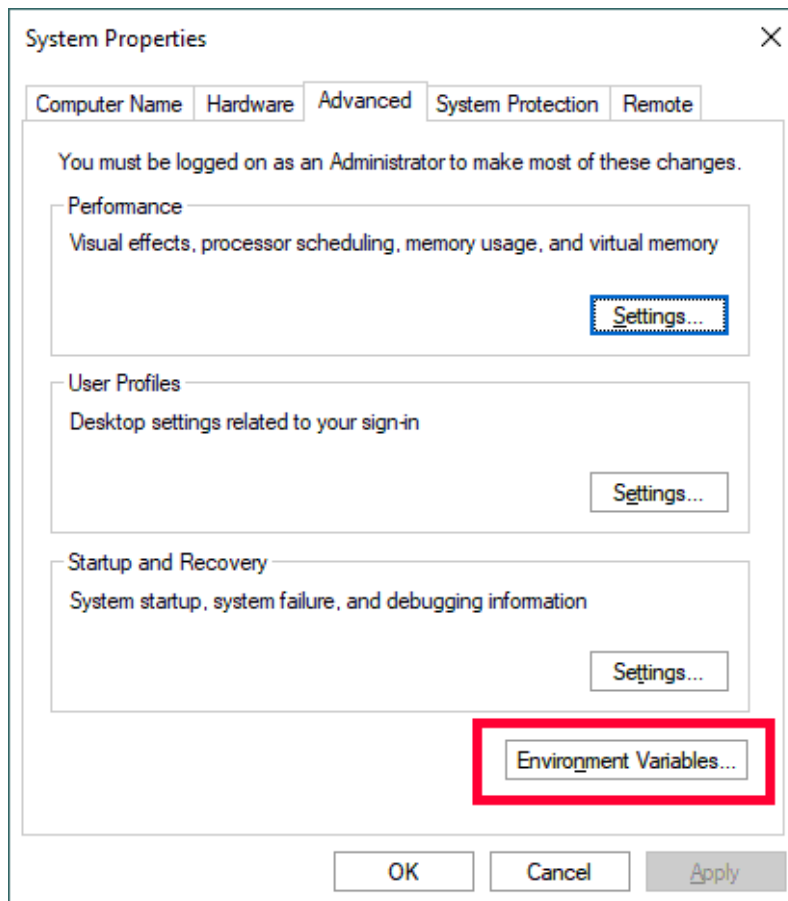 System Properties
Computer Name Hardware Advanced System Protection Remote
You must be logged on as an Administrator to make most of these changes.
Performance
Visual effects, processor scheduling, memory usage, and virtual memory
Settings...
User Profiles
Desktop settings related to your sign-in
Settings...
Startup and Recovery
System startup, system failure, and debugging information
Settings...
Environment Variables...
OK Cancel Apply